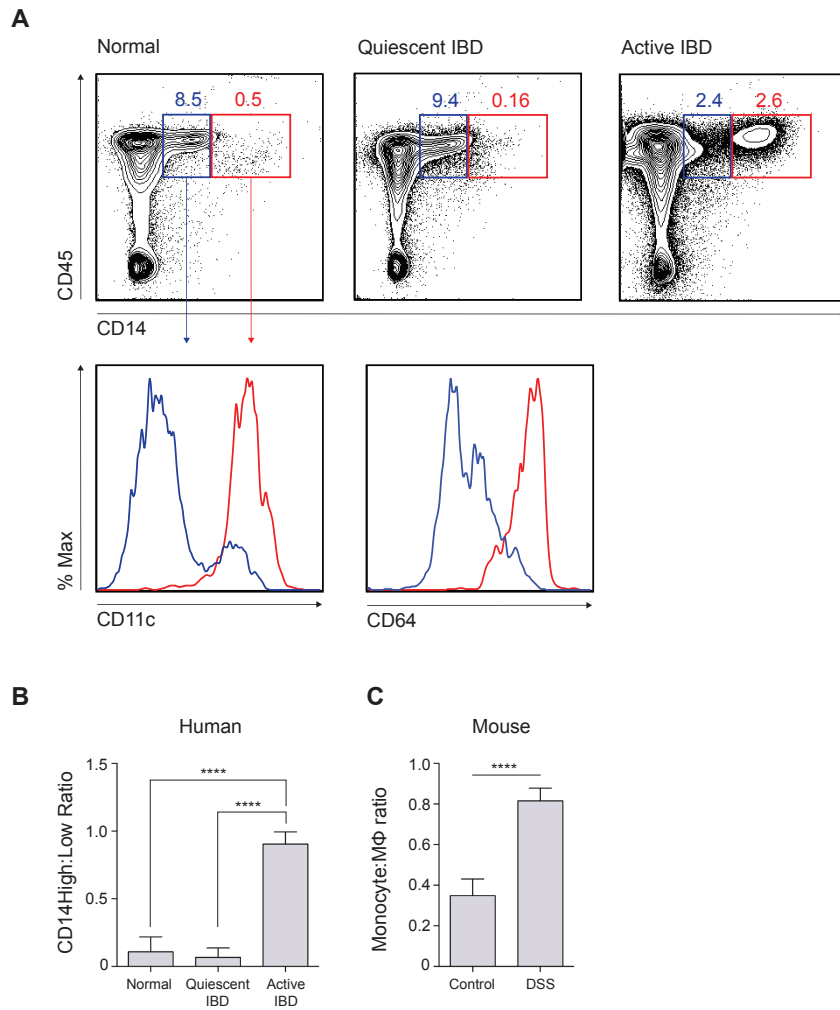 A
Normal
Quiescent IBD
Active IBD
8.5
0.5
9.4
0.16
2.4
2.6
CD45
CD14
% Max
CD11c
CD64
B
Human
CD14High:Low Ratio
1.5
1.0
0.5
0
****
****
Normal
Quiescent
IBD
Active
IBD
C
Mouse
Monocyte:MΦ ratio
1.0
0.8
0.6
0.4
0.2
0
****
Control
DSS